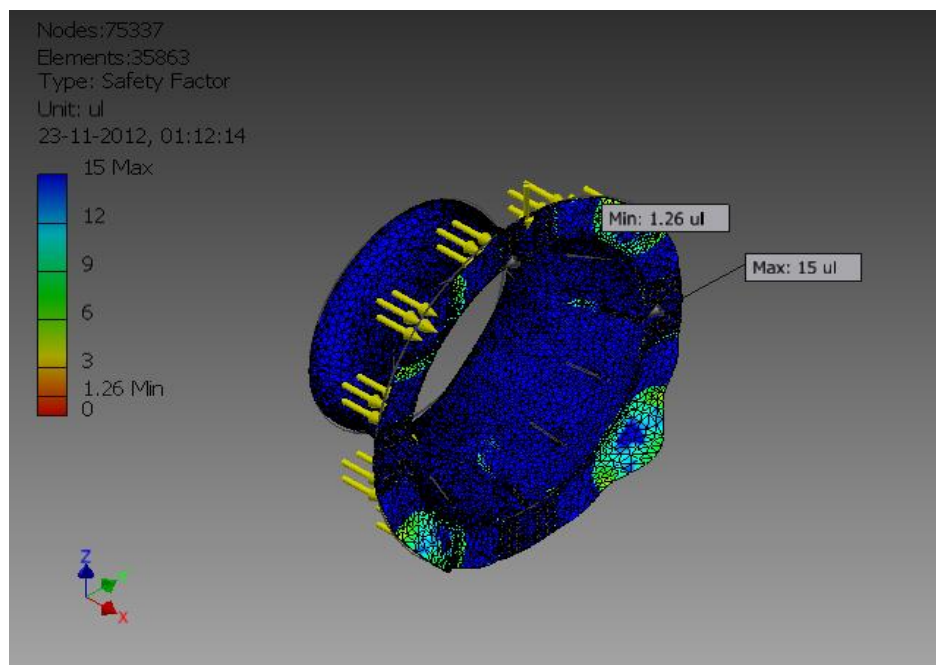 Nodes:75337
Elements:35863
Type: Safety Factor
Unit: ul
23-11-2012, 01:12:14
15 Max
12
9
6
3
1.26 Min
0
Min: 1.26 ul
Max: 15 ul
Z
X